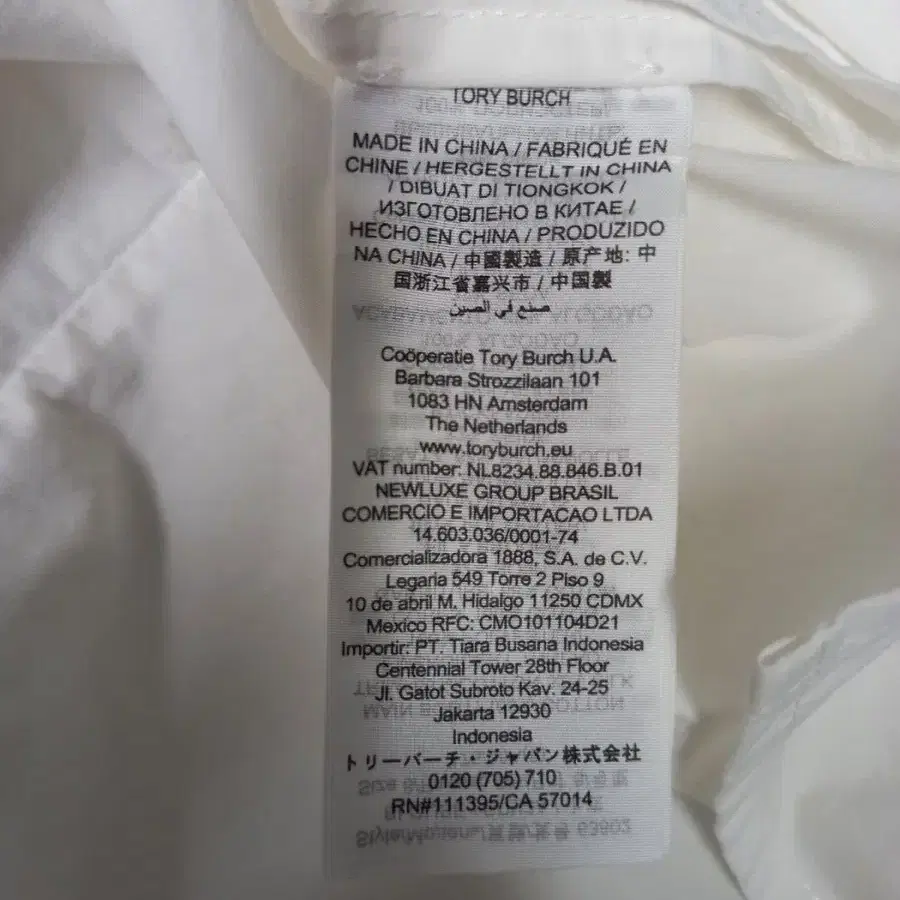 TORY BURCH
MADE IN CHINA / FABRIQUÉ EN
CHINE / HERGESTELLT IN CHINA
/ DIBUAT DI TIONGKOK /
ИЗГОТОВЛЕНО В КИТАЕ /
HECHO EN CHINA / PRODUZIDO
NA CHINA / 中國製造 / 原产地: 中
国浙江省嘉兴市 / 中国製
صنع في الصين
Coöperatie Tory Burch U.A.
Barbara Strozzilaan 101
1083 HN Amsterdam
The Netherlands
www.toryburch.eu
VAT number: NL8234.88.846.B.01
NEWLUXE GROUP BRASIL
COMERCIO E IMPORTACAO LTDA
14.603.036/0001-74
Comercializadora 1888, S.A. de C.V.
Legaria 549 Torre 2 Piso 9
10 de abril M. Hidalgo 11250 CDMX
Mexico RFC: CMO101104D21
Importir: PT. Tiara Busana Indonesia
Centennial Tower 28th Floor
Jl. Gatot Subroto Kav. 24-25
Jakarta 12930
Indonesia
トリーバーチ・ジャパン株式会社
0120 (705) 710
RN#111395/CA 57014